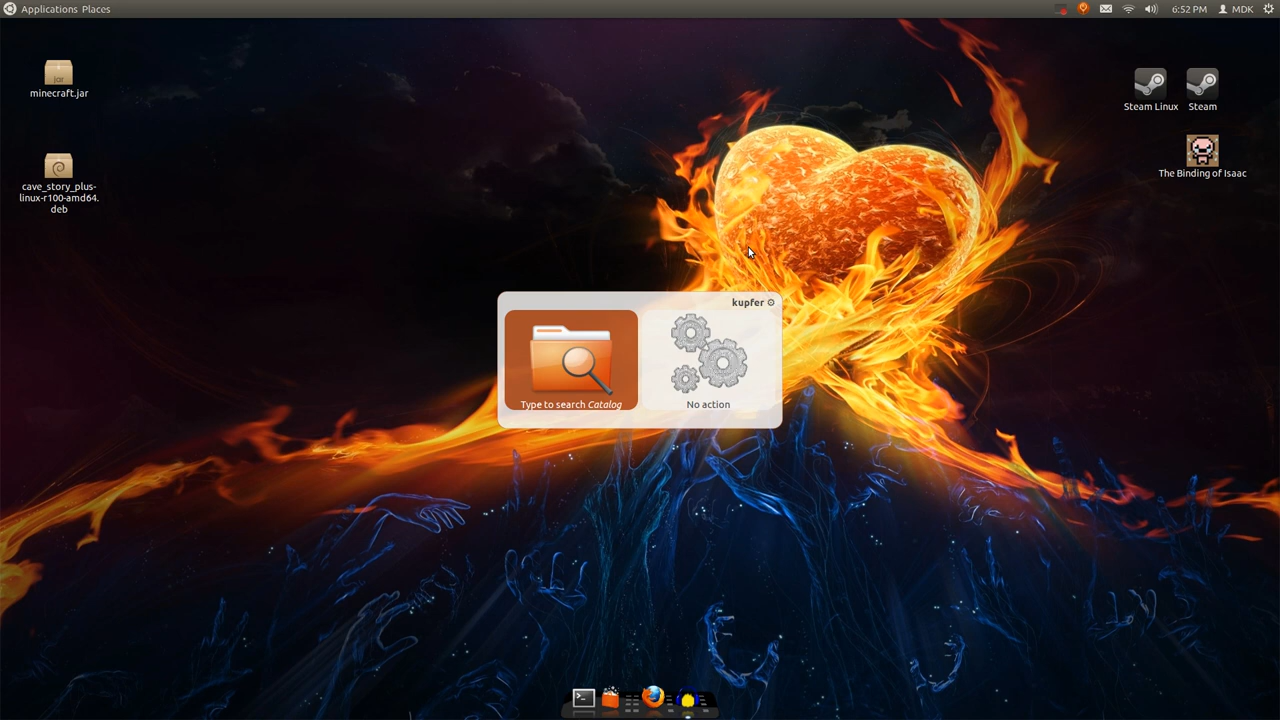 Applications Places
6:52 PM MDK
jar
minecraft.jar
cave_story_plus-
linux-r100-amd64.
deb
Steam Linux
Steam
The Binding of Isaac
kupfer
Type to search Catalog
No action
>_